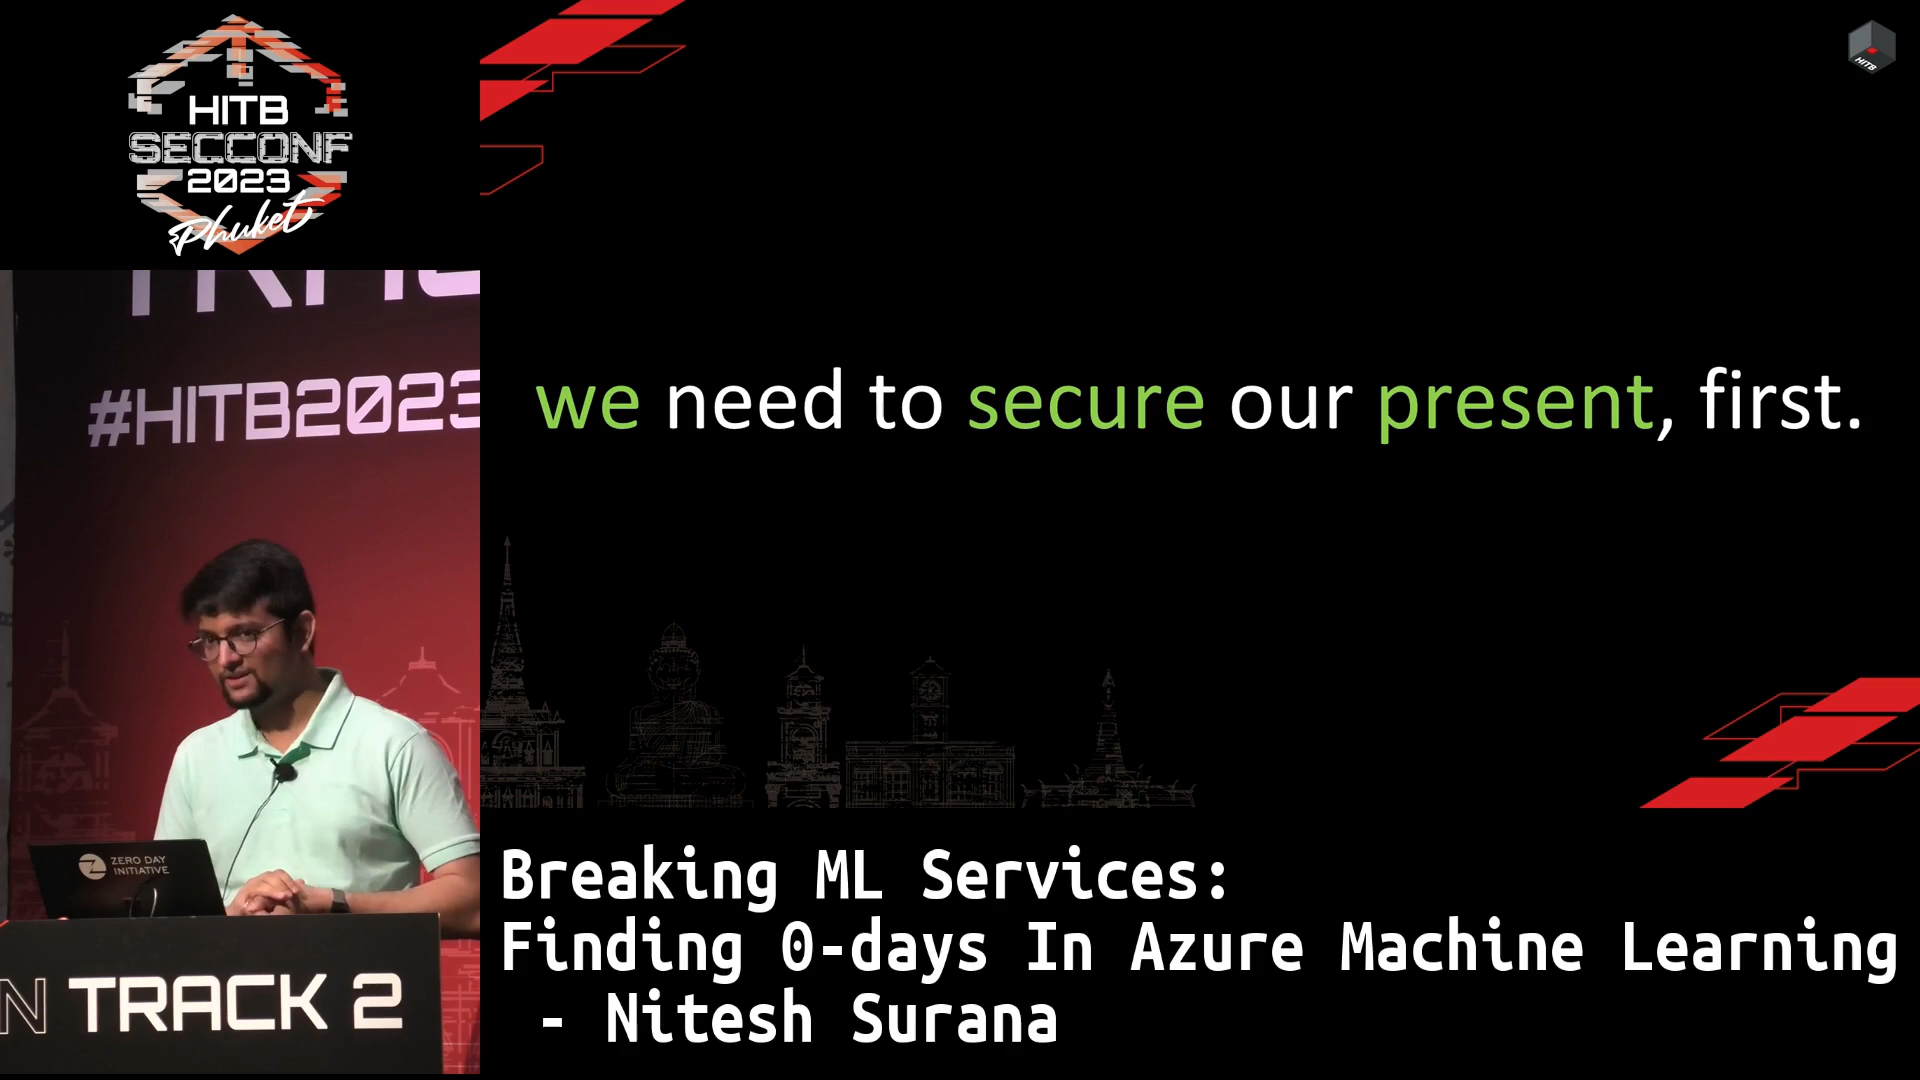 HITB
SECCONF
2023
Phuket
HITB
#HITB2023
we need to secure our present, first.
ZERO DAY
INITIATIVE
N TRACK 2
Breaking ML Services:
Finding 0-days In Azure Machine Learning
- Nitesh Surana